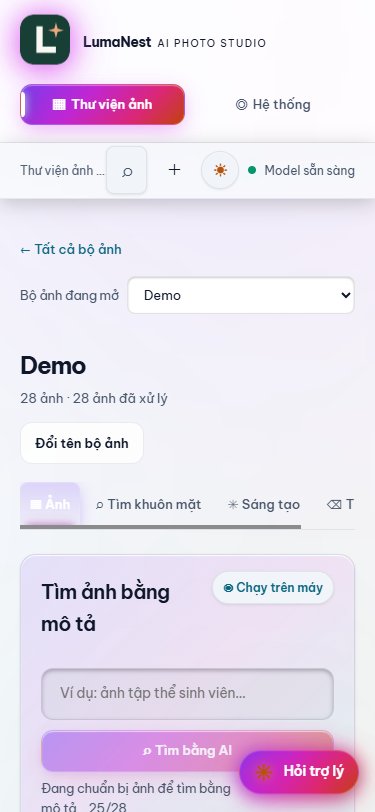 L
LumaNest AI PHOTO STUDIO
Thư viện ảnh
Hệ thống
Thư viện ảnh ...
Model sẵn sàng
← Tất cả bộ ảnh
Bộ ảnh đang mở
Demo
Demo
28 ảnh · 28 ảnh đã xử lý
Đổi tên bộ ảnh
Ảnh
Tìm khuôn mặt
Sáng tạo
T
Tìm ảnh bằng
mô tả
Chạy trên máy
Ví dụ: ảnh tập thể sinh viên...
Tìm bằng AI
Đang chuẩn bị ảnh để tìm bằng
mô tả... 25/28
Hỏi trợ lý